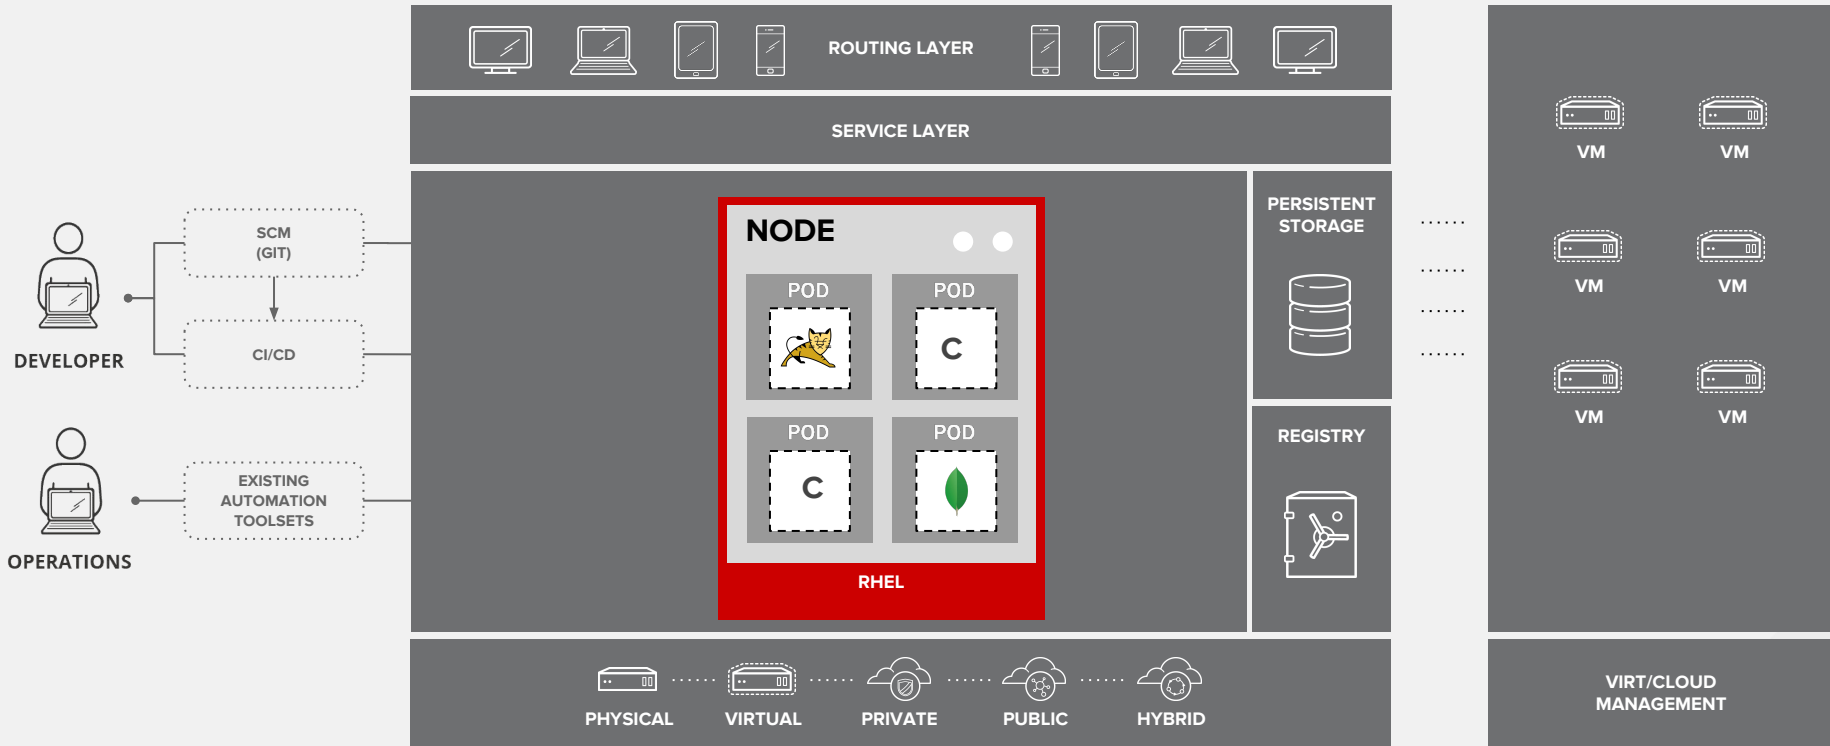 ROUTING LAYER
SERVICE LAYER
SCM
(GIT)
CI/CD
DEVELOPER
EXISTING
AUTOMATION
TOOLSETS
OPERATIONS
NODE
POD
POD
C
POD
C
POD
RHEL
PERSISTENT
STORAGE
REGISTRY
VM
VM
VM
VM
VM
VM
PHYSICAL
VIRTUAL
PRIVATE
PUBLIC
HYBRID
VIRT/CLOUD
MANAGEMENT